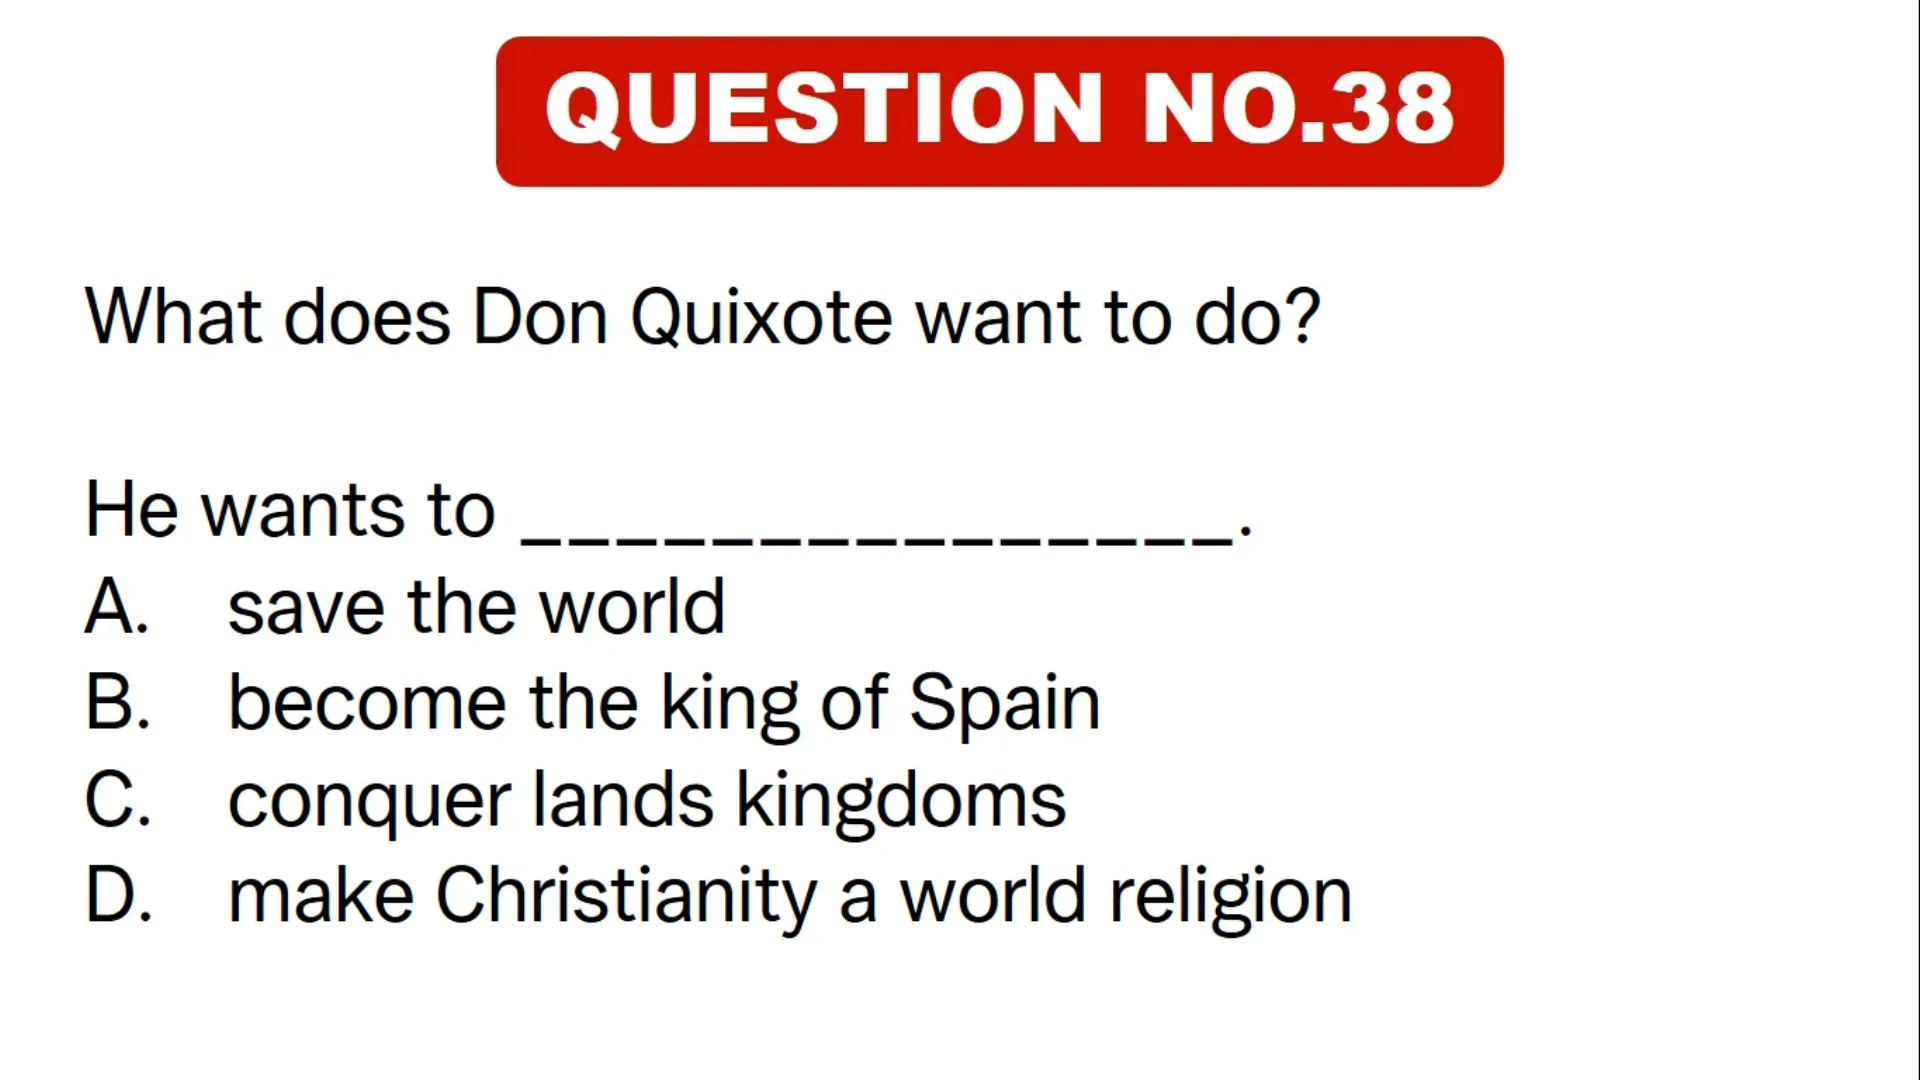 QUESTION NO.38
What does Don Quixote want to do?
He wants to _______________.
A. save the world
B. become the king of Spain
C. conquer lands kingdoms
D. make Christianity a world religion